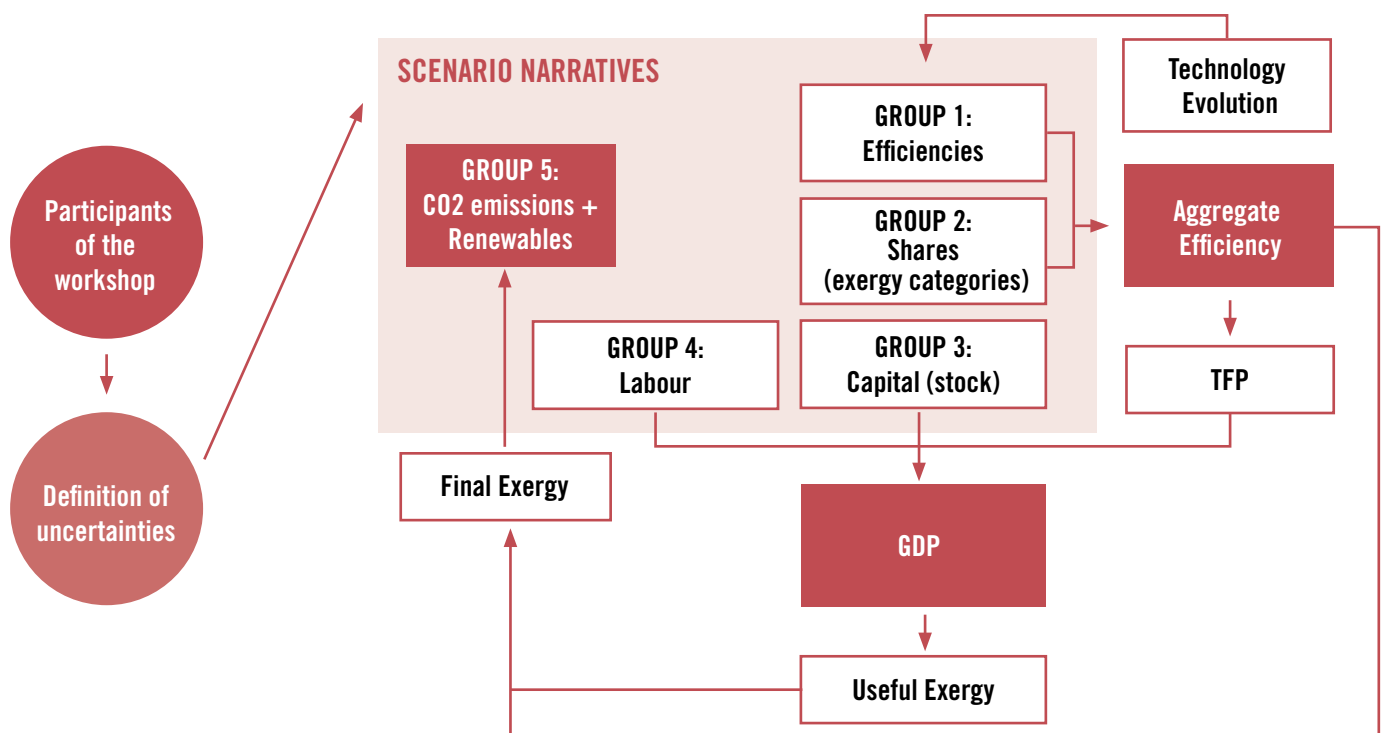 SCENARIO NARRATIVES
Technology
Evolution
GROUP 1:
Efficiencies
GROUP 5:
CO2 emissions +
Renewables
Participants
of the
workshop
GROUP 2:
Shares
(exergy categories)
Aggregate
Efficiency
GROUP 4:
Labour
GROUP 3:
Capital (stock)
TFP
Definition of
uncertainties
Final Exergy
GDP
Useful Exergy